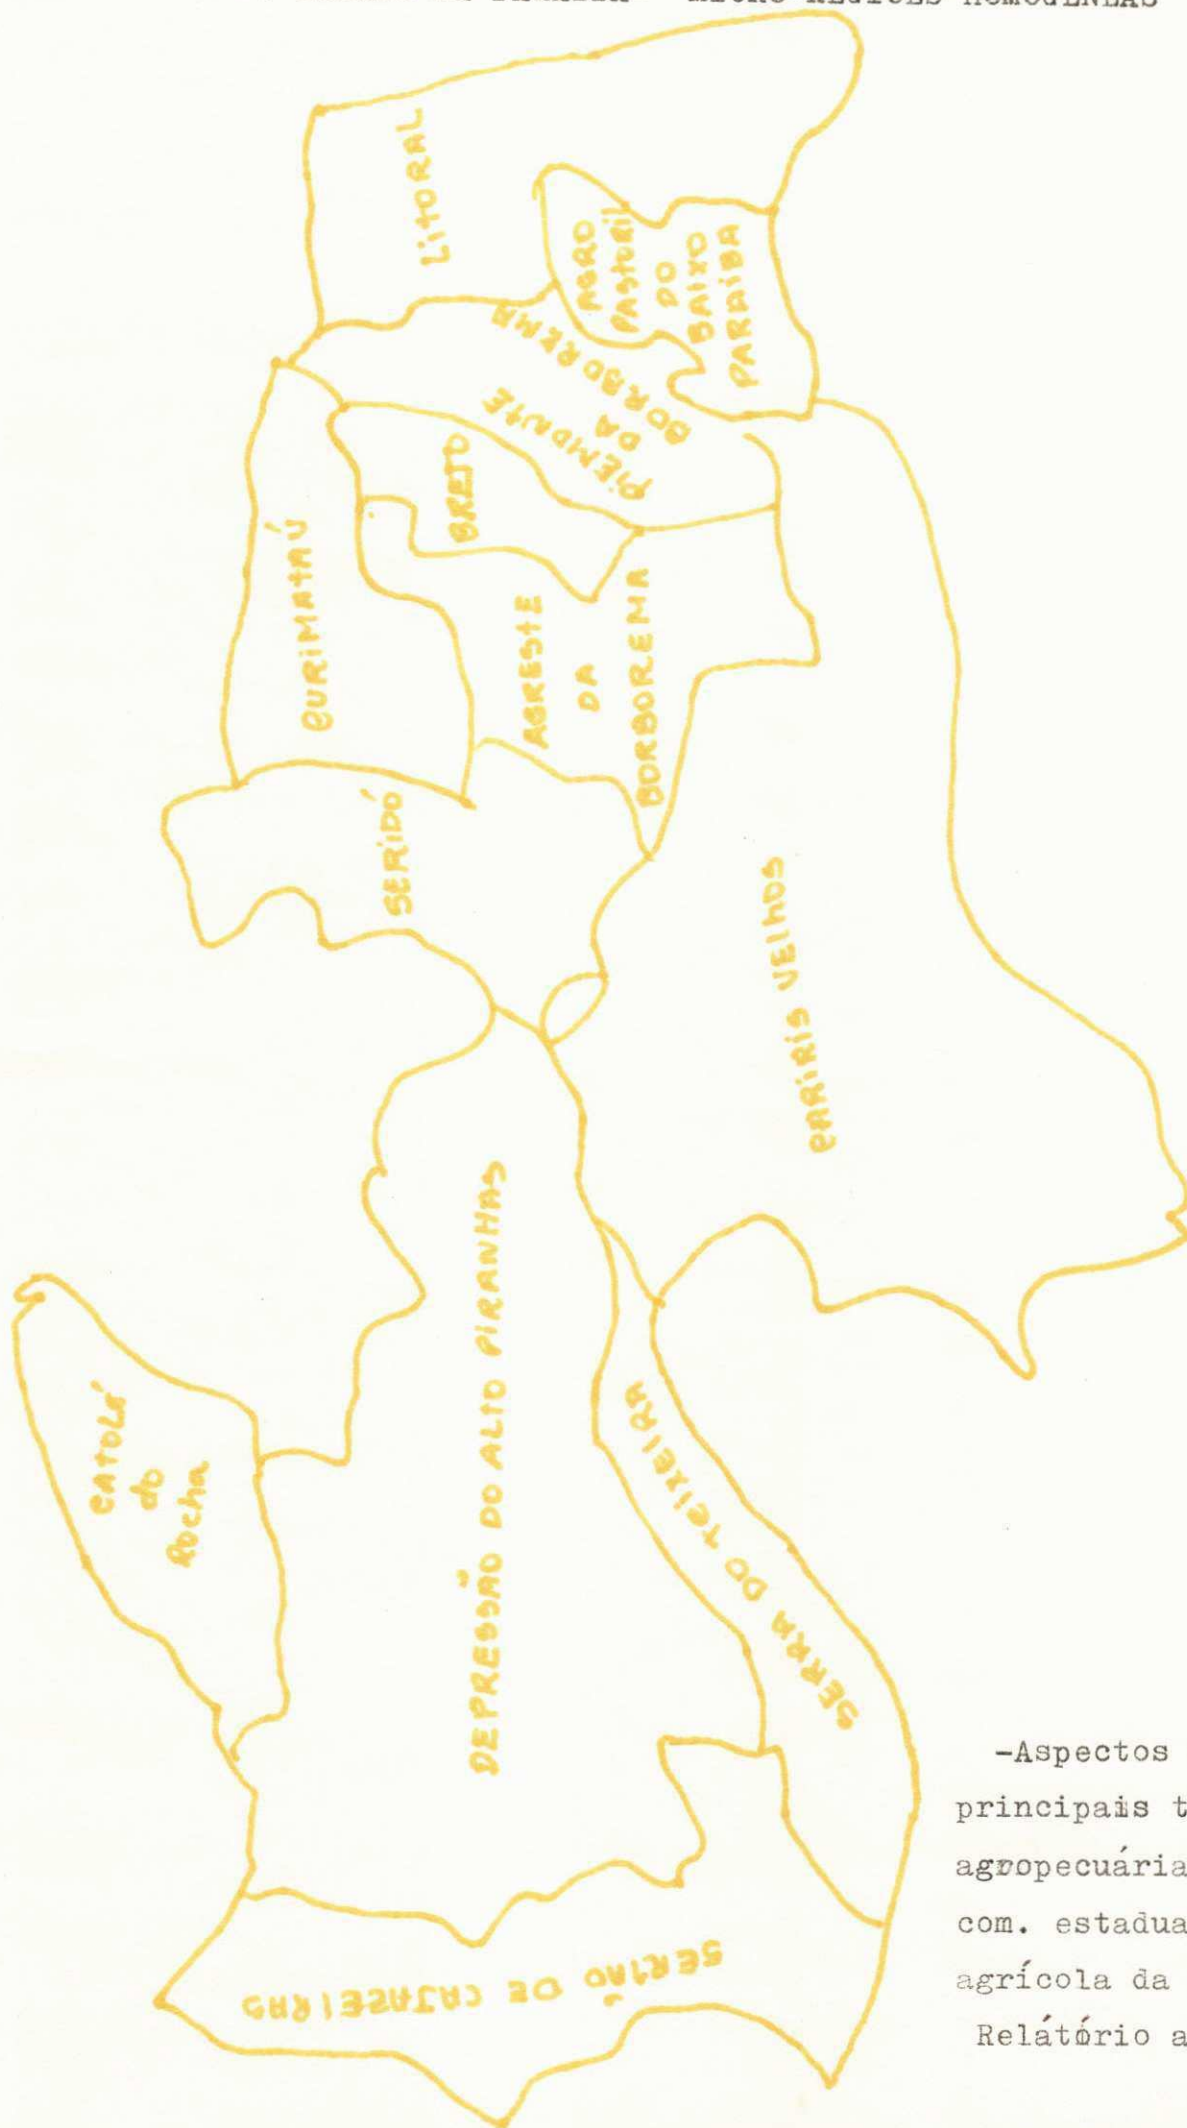 MICRO REGIÕES HOMOGENEAS
LitORAL
AGRO
PAStORil
DO
BAIXO
PARAÍBA
PIEMONTE
DA
BORBOREMA
BREJO
CURIMATAÚ
AGRESTE
DA
BORBOREMA
SERIDÓ
CARIRIS VELHOS
CATOLÉ
do
Rocha
DEPRESSÃO DO ALTO PIRANHAS
SERRA DO TEIXEIRA
SERTÃO DE CAJAZEIRAS
-Aspectos
principais t
agropecuária
com. estadua
agrícola da
Relátório a